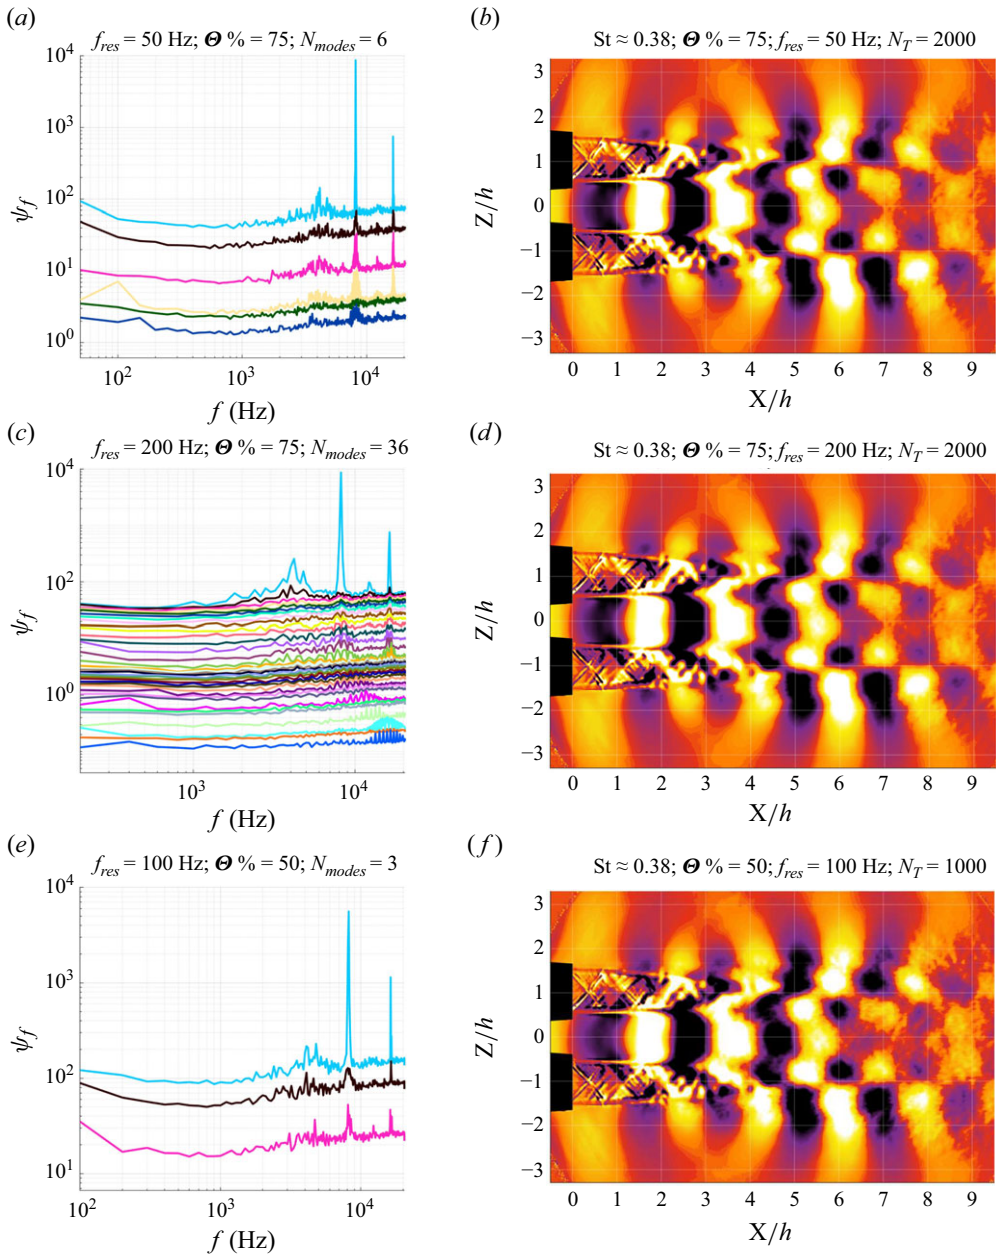 (a)
f_res = 50 Hz; Θ % = 75; N_modes = 6
10^4
10^3
10^2
10^1
10^0
ψ_f
10^2 10^3 10^4
f (Hz)
(b)
St ≈ 0.38; Θ % = 75; f_res = 50 Hz; N_T = 2000
3
2
1
0
−1
−2
−3
Z/h
0 1 2 3 4 5 6 7 8 9
X/h
(c)
f_res = 200 Hz; Θ % = 75; N_modes = 36
10^4
10^2
10^0
ψ_f
10^3 10^4
f (Hz)
(d)
St ≈ 0.38; Θ % = 75; f_res = 200 Hz; N_T = 2000
3
2
1
0
−1
−2
−3
Z/h
0 1 2 3 4 5 6 7 8 9
X/h
(e)
f_res = 100 Hz; Θ % = 50; N_modes = 3
10^4
10^3
10^2
10^1
ψ_f
10^2 10^3 10^4
f (Hz)
(f)
St ≈ 0.38; Θ % = 50; f_res = 100 Hz; N_T = 1000
3
2
1
0
−1
−2
−3
Z/h
0 1 2 3 4 5 6 7 8 9
X/h